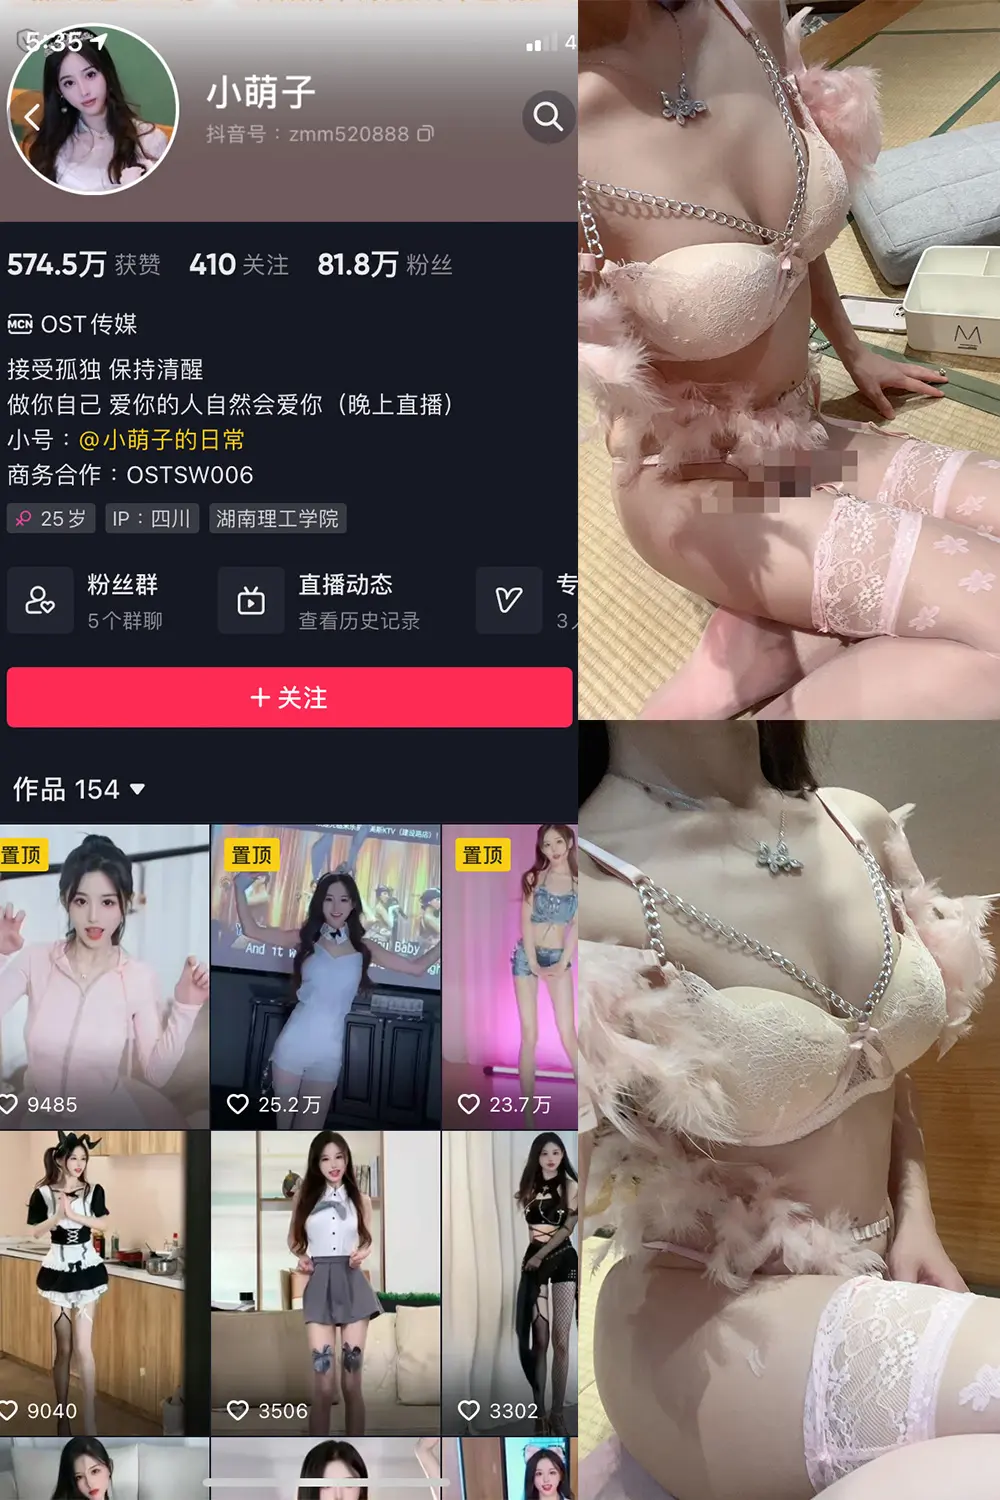 5:35
4
小萌子
抖音号：zmm520888
574.5万 获赞 410 关注 81.8万 粉丝
MCN OST传媒
接受孤独 保持清醒
做你自己 爱你的人自然会爱你（晚上直播）
小号：@小萌子的日常
商务合作：OSTSW006
25岁 IP：四川 湖南理工学院
粉丝群 直播动态 专
5个群聊 查看历史记录 3
+ 关注
作品 154
置顶 置顶 置顶
And it
Baby
9485 25.2万 23.7万
9040 3506 3302
M